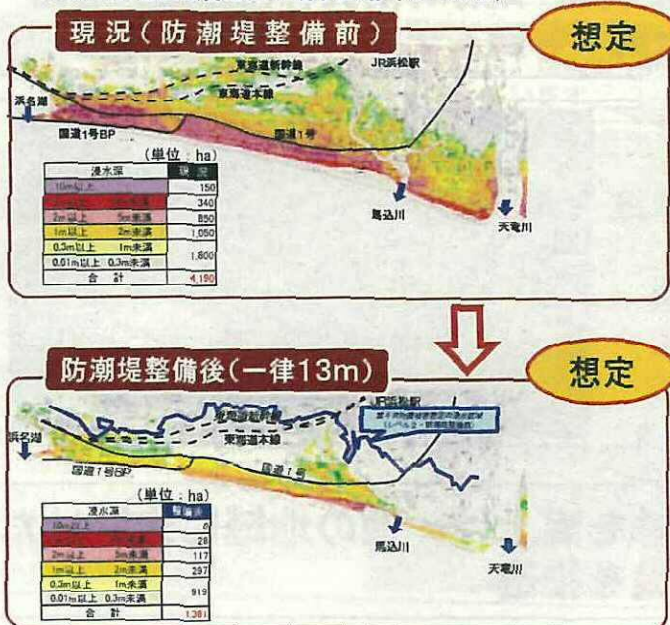 現況(防潮堤整備前)
想定
東海道新幹線
JR浜松駅
東海道本線
浜名湖
国道1号BP
国道1号
(単位:ha)
浸水深 現況
10m以上 150
340
2m以上 5m未満 850
1m以上 2m未満 1,050
0.3m以上 1m未満
1,800
0.01m以上 0.3m未満
合計 4,190
馬込川
天竜川
防潮堤整備後(一律13m)
想定
JR浜松駅
東海道新幹線
東海道本線
浜名湖
国道1号BP
国道1号
(単位:ha)
浸水深 整備後
10m以上 0
28
2m以上 5m未満 117
1m以上 2m未満 297
0.3m以上 1m未満
919
0.01m以上 0.3m未満
合計 1,361
馬込川
天竜川